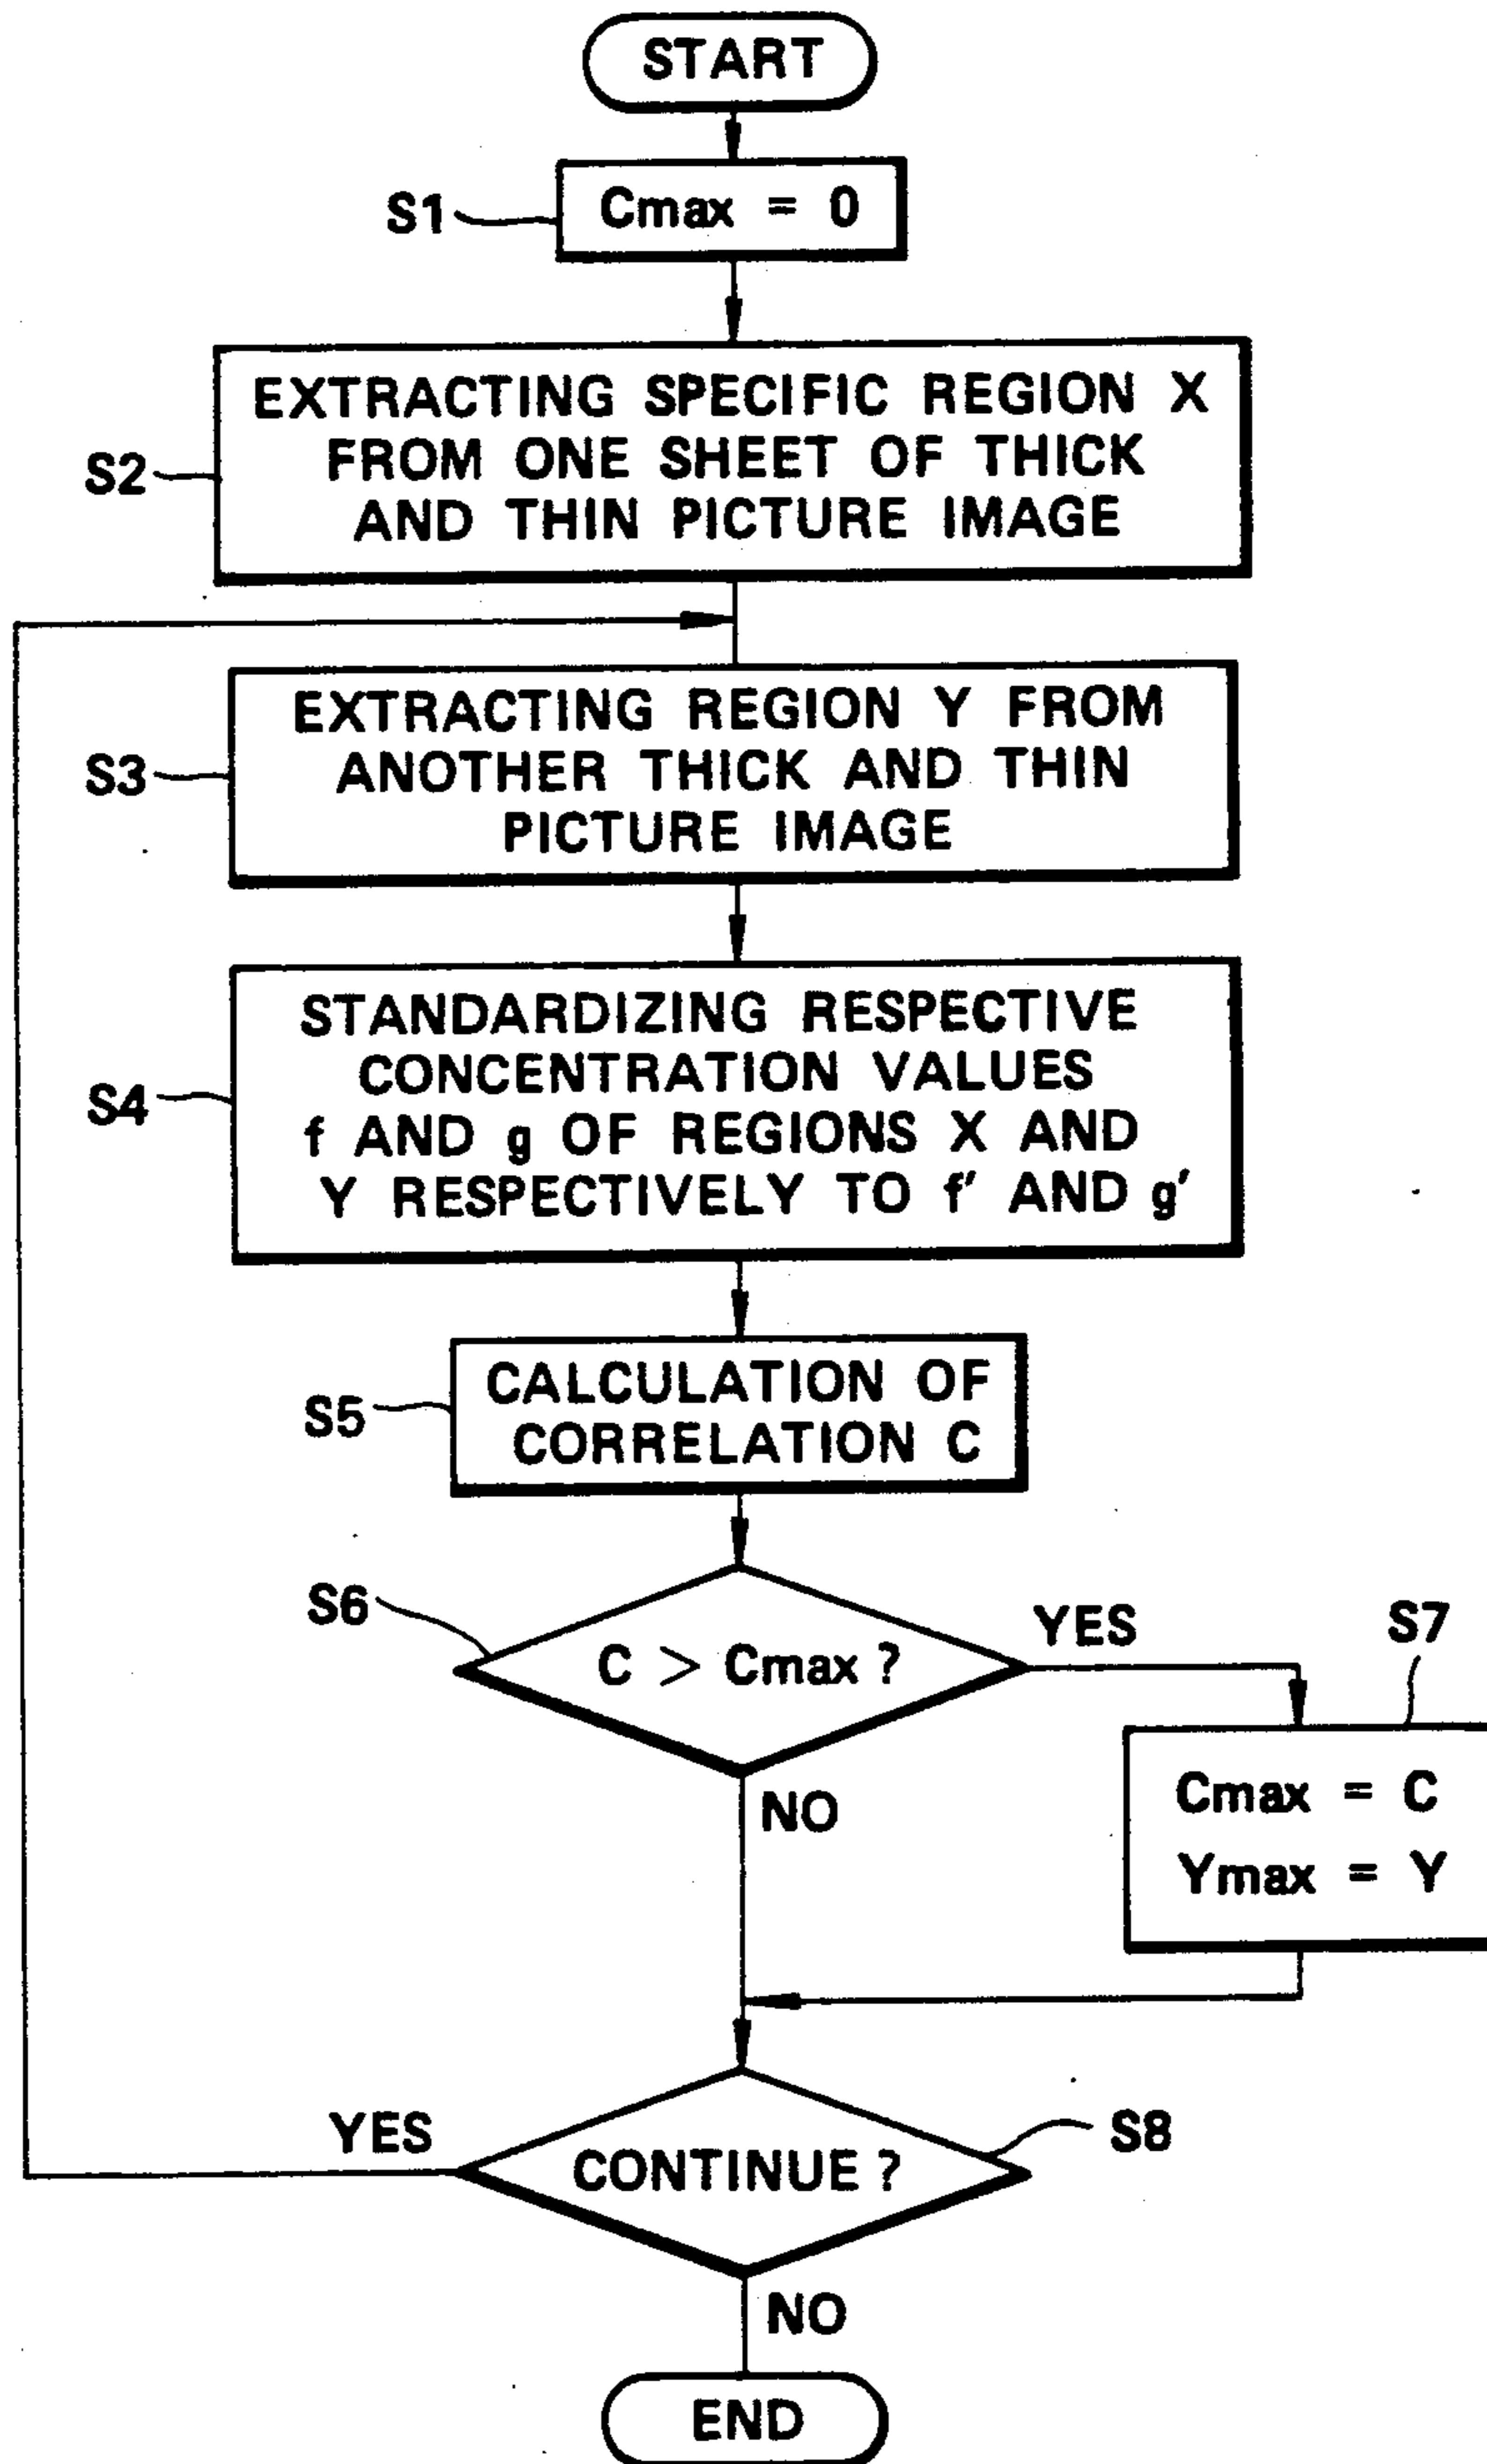 START
S1
Cmax = 0
S2
EXTRACTING SPECIFIC REGION X
FROM ONE SHEET OF THICK
AND THIN PICTURE IMAGE
S3
EXTRACTING REGION Y FROM
ANOTHER THICK AND THIN
PICTURE IMAGE
S4
STANDARDIZING RESPECTIVE
CONCENTRATION VALUES
f AND g OF REGIONS X AND
Y RESPECTIVELY TO f′ AND g′
S5
CALCULATION OF
CORRELATION C
S6
C > Cmax ?
YES
S7
Cmax = C
Ymax = Y
NO
YES
CONTINUE ?
S8
NO
END